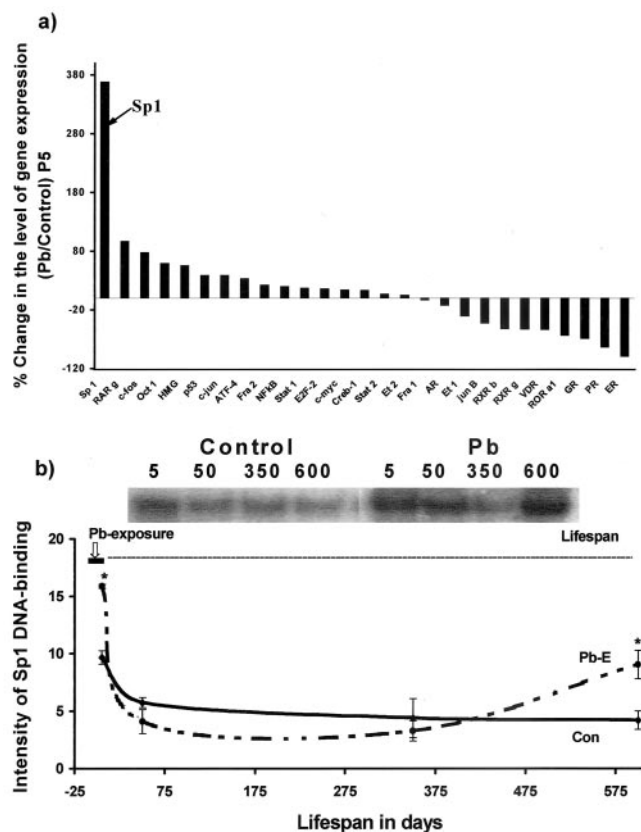 a)
380
280
180
80
-20
-120
% Change in the level of gene expression
(Pb/Control) P5
Sp1
Sp 1
RAR g
c-fos
Oct 1
HMG
p53
c-jun
ATF-4
Fra 2
NFkB
Stat 1
E2F-2
c-myc
Creb-1
Stat 2
Et 2
Fra 1
AR
Et 1
jun B
RXR b
RXR g
VDR
ROR a1
GR
PR
ER
b)
Control Pb
5 50 350 600 5 50 350 600
20
15
10
5
0
Intensity of Sp1 DNA-binding
Pb-exposure
Lifespan
*
*
Pb-E
Con
-25 75 175 275 375 475 575
Lifespan in days